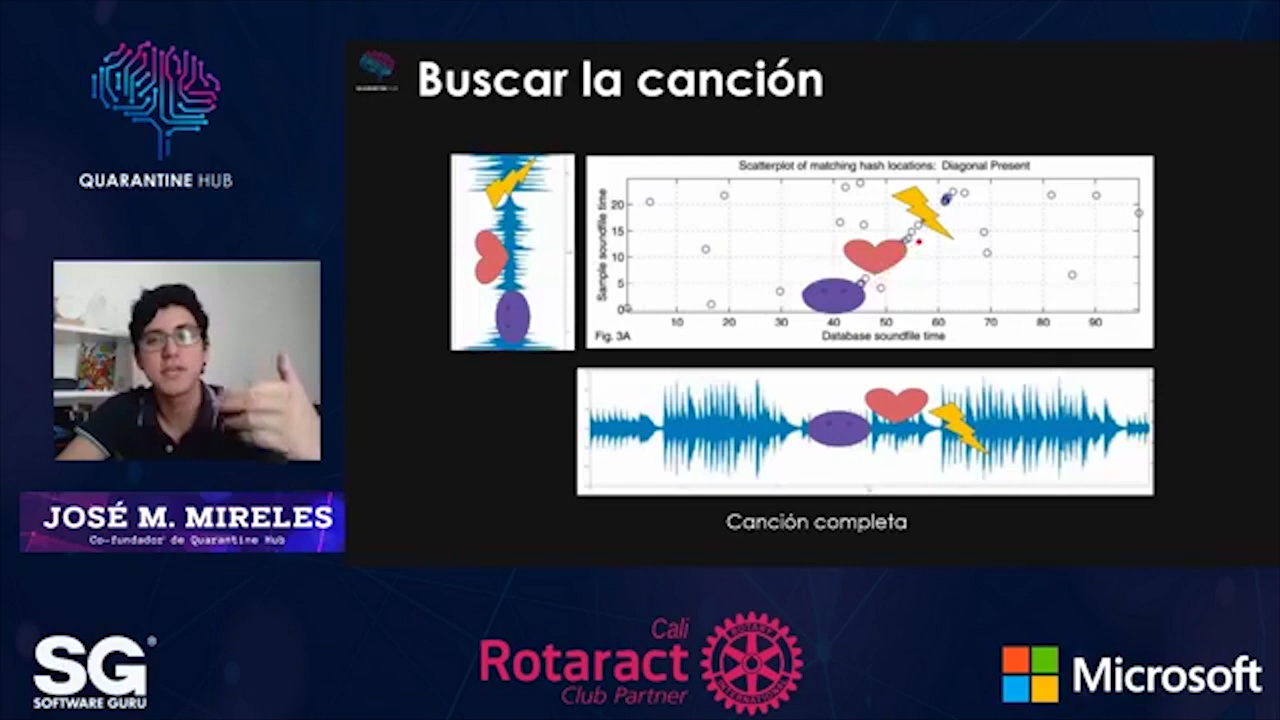 QUARANTINE HUB
Buscar la canción
Scatterplot of matching hash locations: Diagonal Present
Sample soundfile time
20
15
10
5
0
10 20 30 40 50 60 70 80 90
Fig. 3A
Database soundfile time
Canción completa
JOSÉ M. MIRELES
Co-fundador de Quarantine Hub
SG
SOFTWARE GURU
Cali
Rotaract
Club Partner
ROTARY
INTERNATIONAL
Microsoft